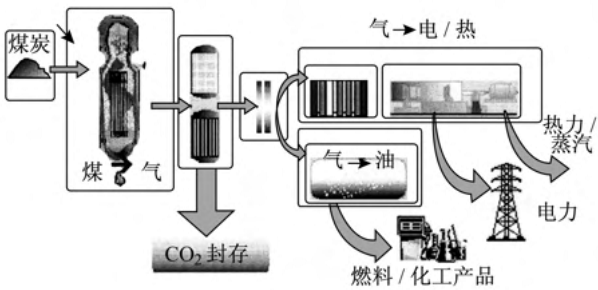 煤炭
气→电/热
煤 气
气→油
热力/
蒸汽
电力
CO₂封存
燃料/化工产品